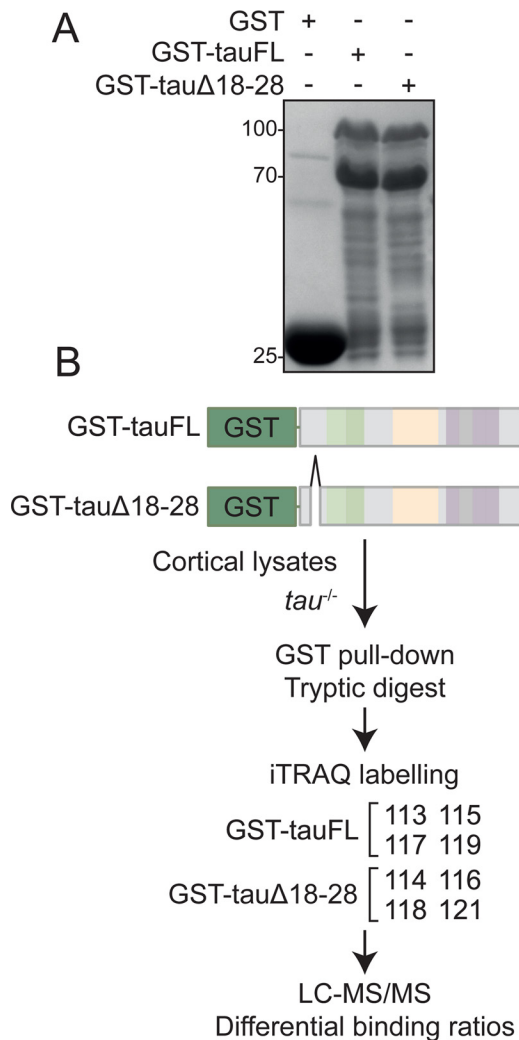 A
GST + - -
GST-tauFL - + -
GST-tauΔ18-28 - - +
100-
70-
25-
B
GST-tauFL GST
GST-tauΔ18-28 GST
Cortical lysates
tau-/-
GST pull-down
Tryptic digest
iTRAQ labelling
GST-tauFL
113 115
117 119
GST-tauΔ18-28
114 116
118 121
LC-MS/MS
Differential binding ratios